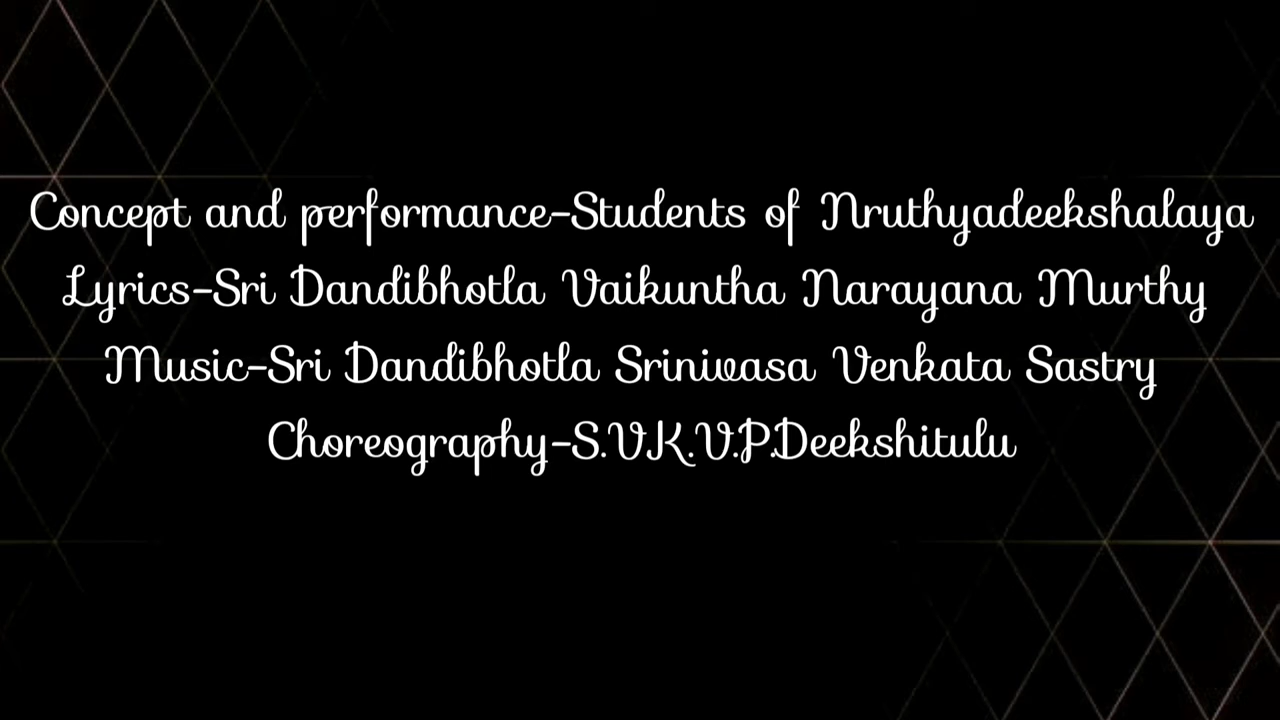 Concept and performance-Students of Nruthyadeekshalaya
Lyrics-Sri Dandibhotla Vaikuntha Narayana Murthy
Music-Sri Dandibhotla Srinivasa Venkata Sastry
Choreography-S.V.K.V.P.Deekshitulu